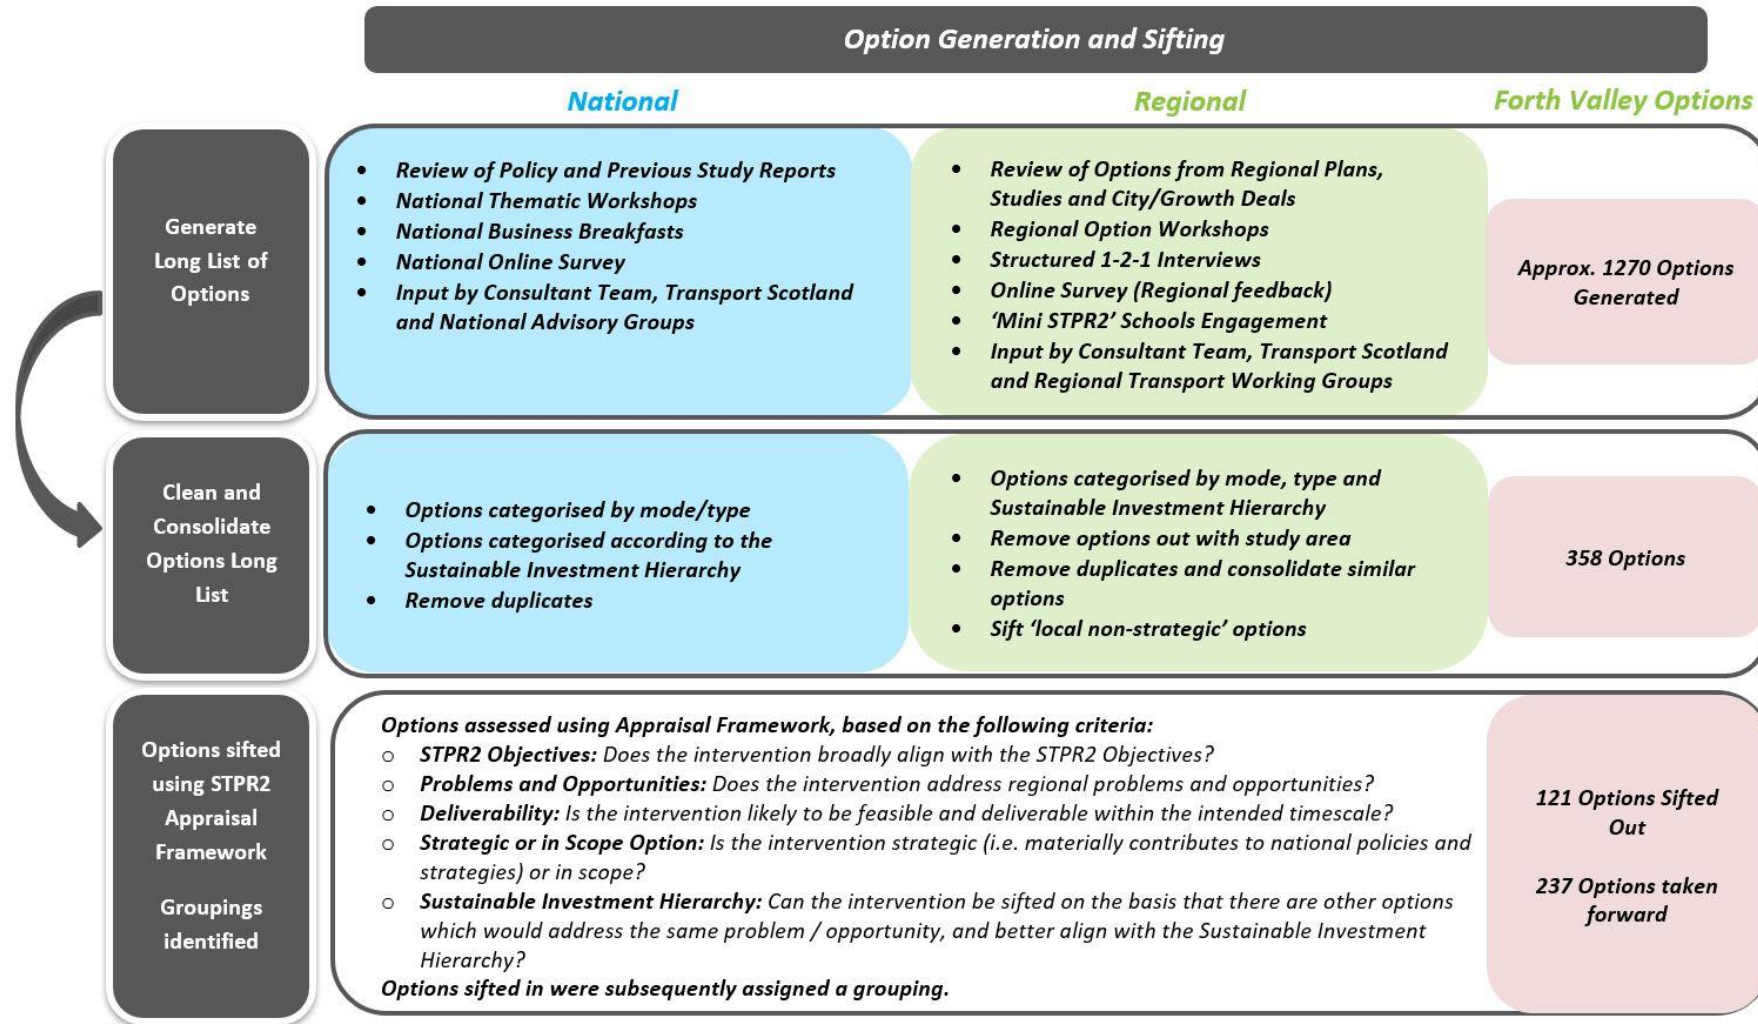 Option Generation and Sifting
National
Regional
Forth Valley Options
Generate
Long List of
Options
• Review of Policy and Previous Study Reports
• National Thematic Workshops
• National Business Breakfasts
• National Online Survey
• Input by Consultant Team, Transport Scotland
and National Advisory Groups
• Review of Options from Regional Plans,
Studies and City/Growth Deals
• Regional Option Workshops
• Structured 1-2-1 Interviews
• Online Survey (Regional feedback)
• ‘Mini STPR2’ Schools Engagement
• Input by Consultant Team, Transport Scotland
and Regional Transport Working Groups
Approx. 1270 Options
Generated
Clean and
Consolidate
Options Long
List
• Options categorised by mode/type
• Options categorised according to the
Sustainable Investment Hierarchy
• Remove duplicates
• Options categorised by mode, type and
Sustainable Investment Hierarchy
• Remove options out with study area
• Remove duplicates and consolidate similar
options
• Sift ‘local non-strategic’ options
358 Options
Options sifted
using STPR2
Appraisal
Framework
Groupings
identified
Options assessed using Appraisal Framework, based on the following criteria:
o STPR2 Objectives: Does the intervention broadly align with the STPR2 Objectives?
o Problems and Opportunities: Does the intervention address regional problems and opportunities?
o Deliverability: Is the intervention likely to be feasible and deliverable within the intended timescale?
o Strategic or in Scope Option: Is the intervention strategic (i.e. materially contributes to national policies and
strategies) or in scope?
o Sustainable Investment Hierarchy: Can the intervention be sifted on the basis that there are other options
which would address the same problem / opportunity, and better align with the Sustainable Investment
Hierarchy?
Options sifted in were subsequently assigned a grouping.
121 Options Sifted
Out
237 Options taken
forward